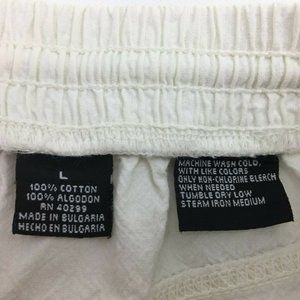 L
100% COTTON
100% ALGODON
RN 40299
MADE IN BULGARIA
HECHO EN BULGARIA
MACHINE WASH COLD,
WITH LIKE COLORS
ONLY NON-CHLORINE BLEACH
WHEN NEEDED
TUMBLE DRY LOW
STEAM IRON MEDIUM